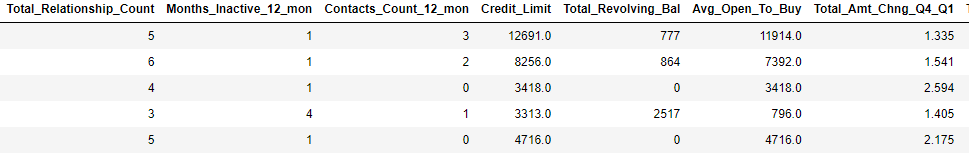 Total_Relationship_Count Months_Inactive_12_mon Contacts_Count_12_mon Credit_Limit Total_Revolving_Bal Avg_Open_To_Buy Total_Amt_Chng_Q4_Q1
5 1 3 12691.0 777 11914.0 1.335
6 1 2 8256.0 864 7392.0 1.541
4 1 0 3418.0 0 3418.0 2.594
3 4 1 3313.0 2517 796.0 1.405
5 1 0 4716.0 0 4716.0 2.175